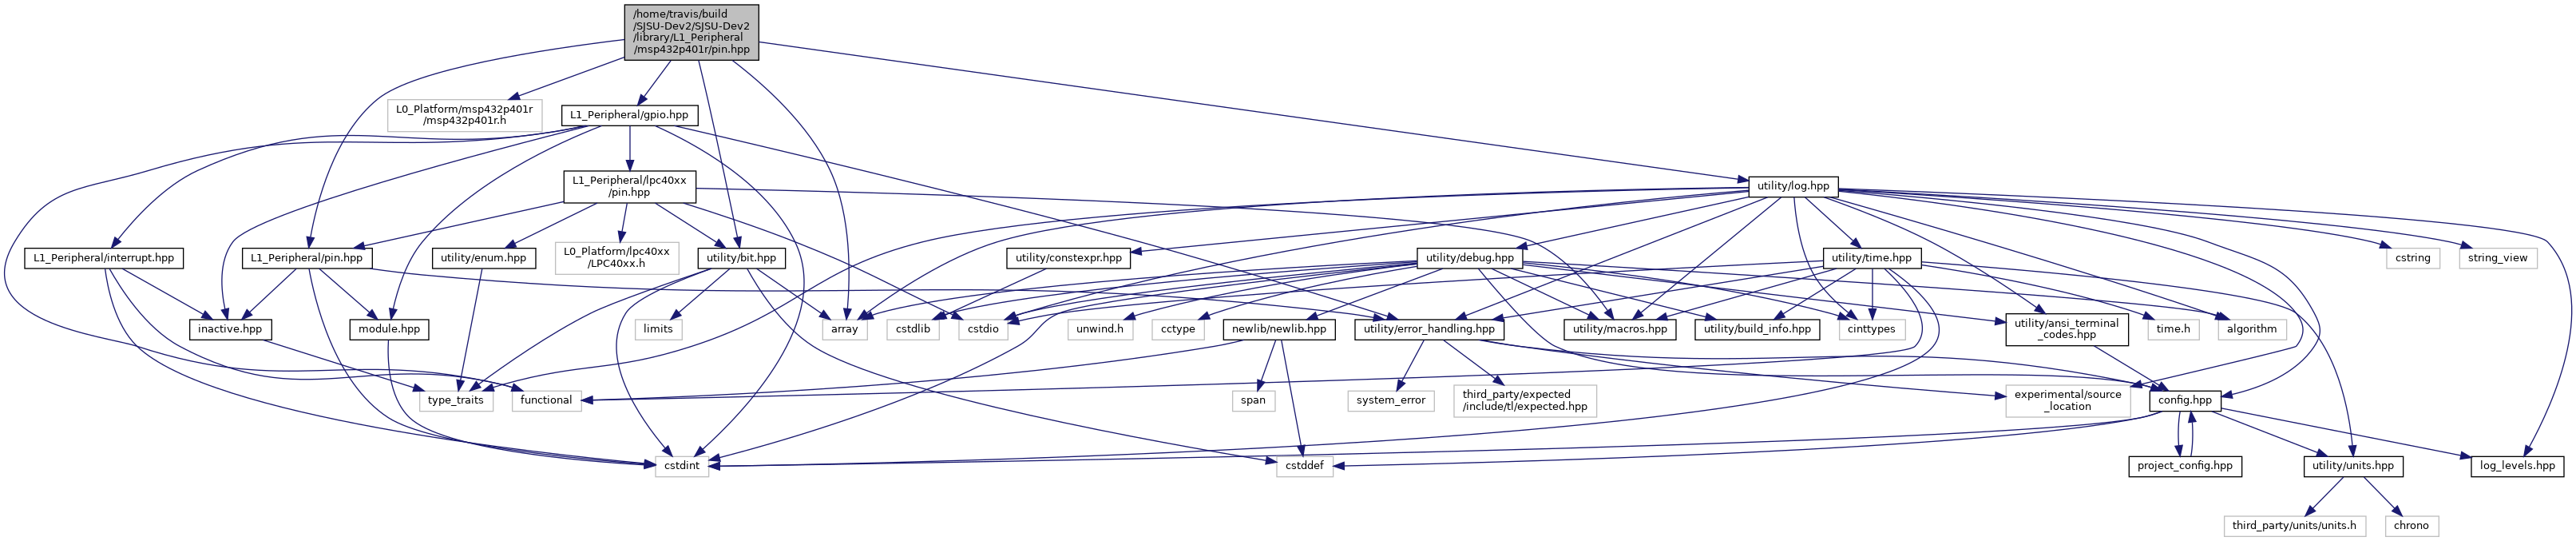 /home/travis/build
/SJSU-Dev2/SJSU-Dev2
/library/L1_Peripheral
/msp432p401r/pin.hpp
L0_Platform/msp432p401r
/msp432p401r.h
L1_Peripheral/gpio.hpp
L1_Peripheral/lpc40xx
/pin.hpp
utility/log.hpp
L1_Peripheral/interrupt.hpp
L1_Peripheral/pin.hpp
utility/enum.hpp
L0_Platform/lpc40xx
/LPC40xx.h
utility/bit.hpp
utility/constexpr.hpp
utility/debug.hpp
utility/time.hpp
cstring
string_view
inactive.hpp
module.hpp
limits
array
cstdlib
cstdio
unwind.h
cctype
newlib/newlib.hpp
utility/error_handling.hpp
utility/macros.hpp
utility/build_info.hpp
cinttypes
utility/ansi_terminal
_codes.hpp
time.h
algorithm
type_traits
functional
span
system_error
third_party/expected
/include/tl/expected.hpp
experimental/source
_location
config.hpp
cstdint
cstddef
project_config.hpp
utility/units.hpp
log_levels.hpp
third_party/units/units.h
chrono